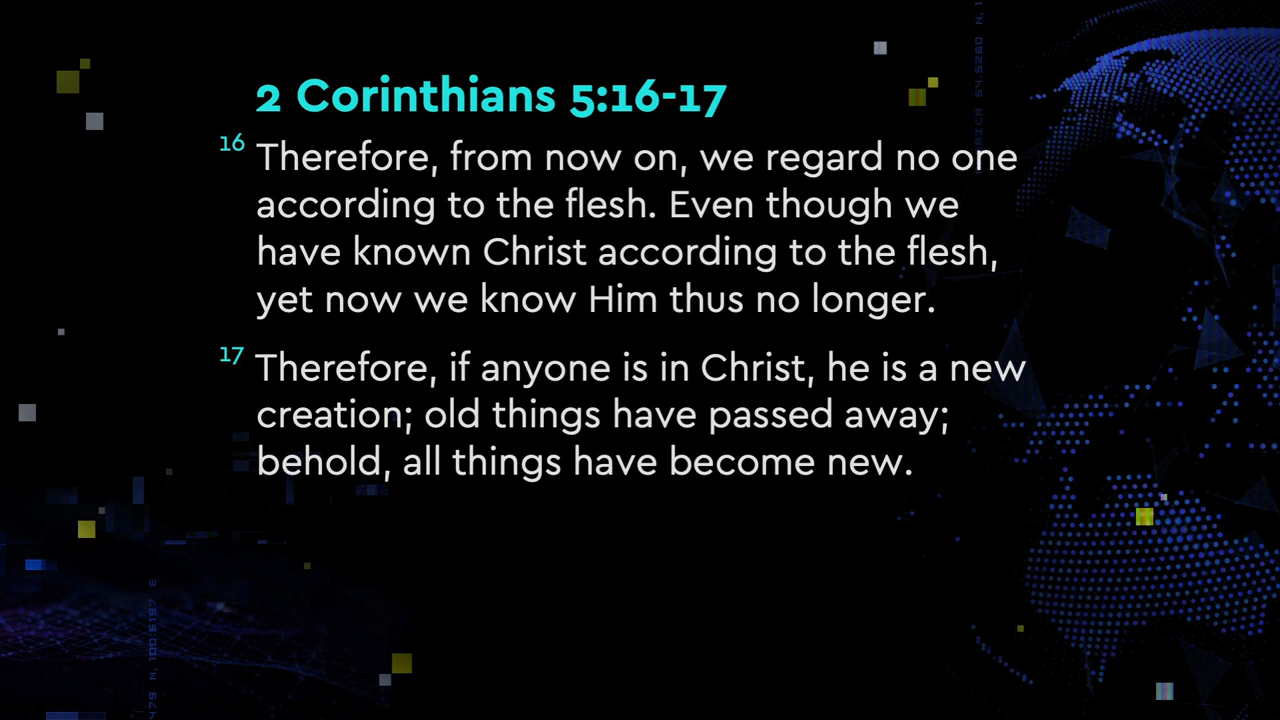 2 Corinthians 5:16-17
16 Therefore, from now on, we regard no one
according to the flesh. Even though we
have known Christ according to the flesh,
yet now we know Him thus no longer.
17 Therefore, if anyone is in Christ, he is a new
creation; old things have passed away;
behold, all things have become new.